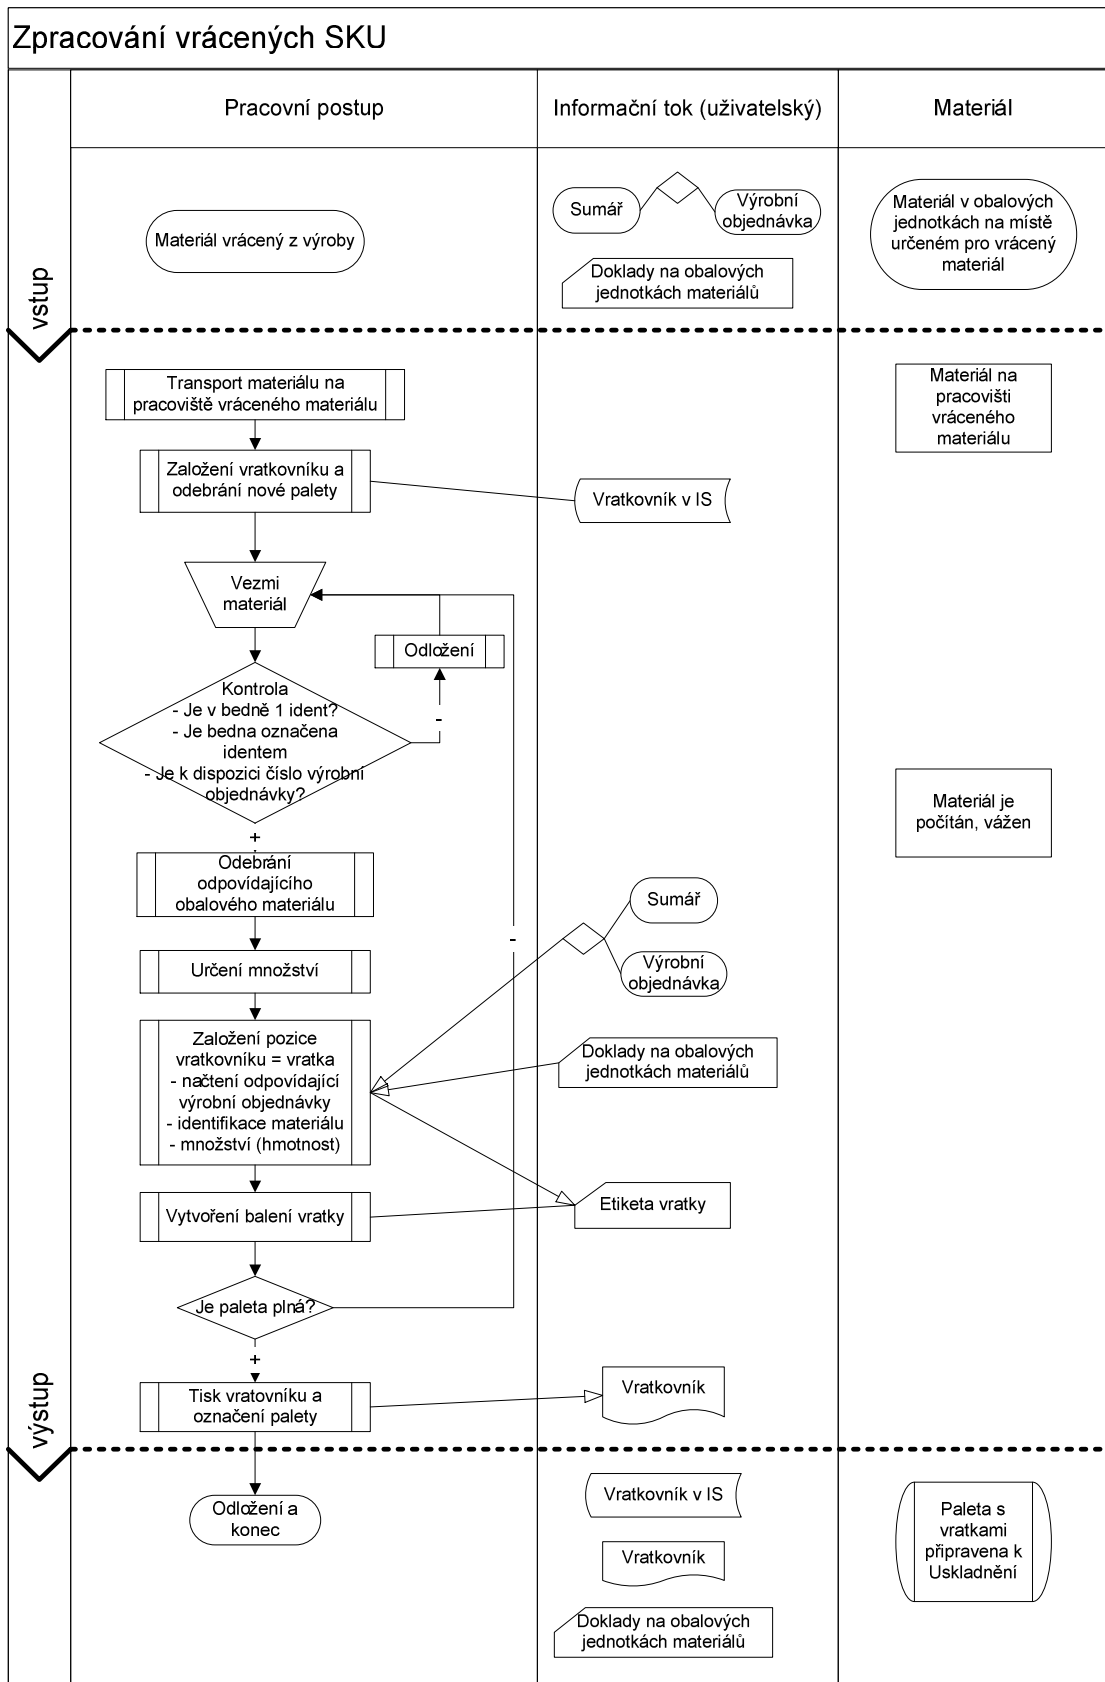 Zpracování vrácených SKU
Pracovní postup
Informační tok (uživatelský)
Materiál
vstup
Materiál vrácený z výroby
Sumář
Výrobní
objednávka
Doklady na obalových
jednotkách materiálů
Materiál v obalových
jednotkách na místě
určeném pro vrácený
materiál
Transport materiálu na
pracoviště vráceného materiálu
Materiál na
pracovišti
vráceného
materiálu
Založení vratkovníku a
odebrání nové palety
Vratkovník v IS
Vezmi
materiál
Odložení
Kontrola
- Je v bedně 1 ident?
- Je bedna označena
identem
- Je k dispozici číslo výrobní
objednávky?
-
+
Materiál je
počítán, vážen
Odebrání
odpovídajícího
obalového materiálu
Sumář
Výrobní
objednávka
-
Určení množství
Založení pozice
vratkovníku = vratka
- načtení odpovídající
výrobní objednávky
- identifikace materiálu
- množství (hmotnost)
Doklady na obalových
jednotkách materiálů
Vytvoření balení vratky
Etiketa vratky
Je paleta plná?
+
výstup
Tisk vratovníku a
označení palety
Vratkovník
Odložení a
konec
Vratkovník v IS
Vratkovník
Doklady na obalových
jednotkách materiálů
Paleta s
vratkami
připravena k
Uskladnění